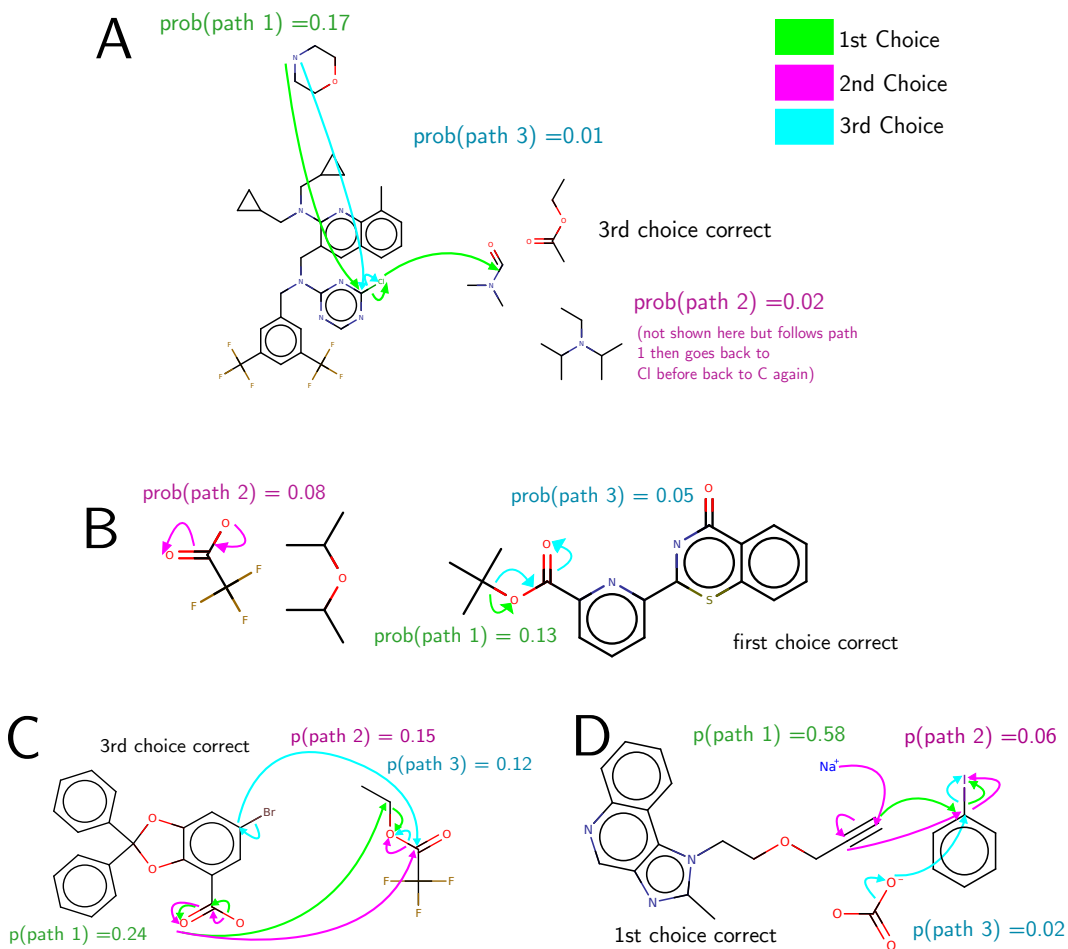 A
prob(path 1) =0.17
1st Choice
2nd Choice
3rd Choice
N
O
prob(path 3) =0.01
N
N
O
O
3rd choice correct
O
N
N
Cl
N
N
N
prob(path 2) =0.02
(not shown here but follows path
1 then goes back to
Cl before back to C again)
N
F
F
F
F
F
F
B
prob(path 2) = 0.08
prob(path 3) = 0.05
O
O
O
O
N
O
F
F
F
O
N
S
prob(path 1) = 0.13
first choice correct
C
3rd choice correct
p(path 2) = 0.15
p(path 3) = 0.12
Br
O
O
O
O
F
F
F
O
O
p(path 1) =0.24
D
p(path 1) =0.58
p(path 2) =0.06
Na+
I
N
O
N
N
O−
O
O
1st choice correct
p(path 3) =0.02